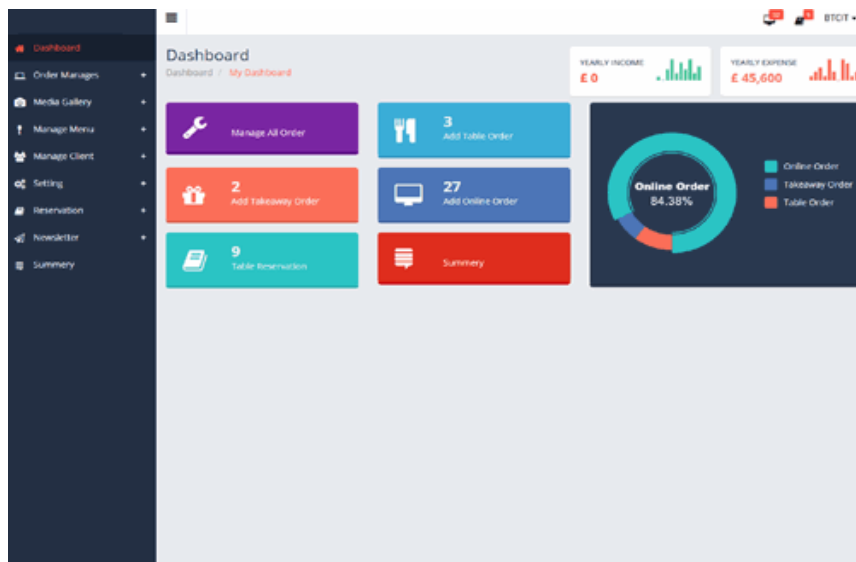 BTCIT
Dashboard
Order Manages
Media Gallery
Manage Menu
Manage Client
Setting
Reservation
Newsletter
Summery
Dashboard
Dashboard / My Dashboard
YEARLY INCOME
£ 0
YEARLY EXPENSE
£ 45,600
Manage All Order
3
Add Table Order
2
Add Takeaway Order
27
Add Online Order
9
Table Reservation
Summery
Online Order
84.38%
Online Order
Takeaway Order
Table Order